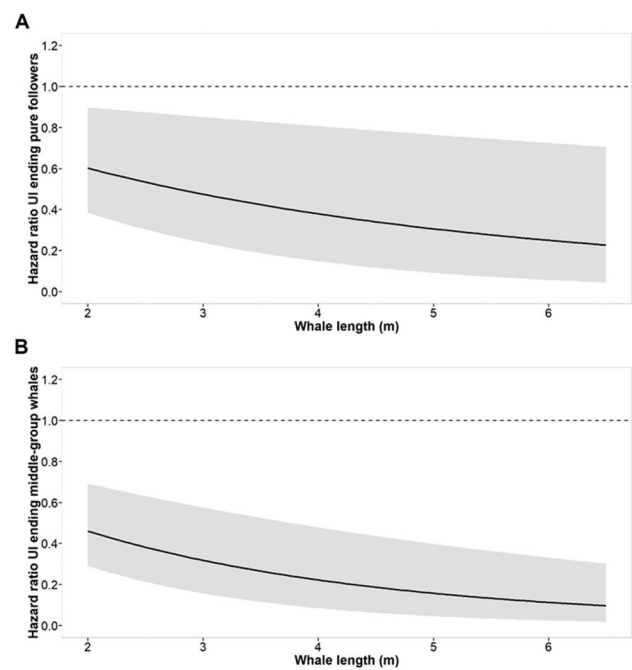 A
Hazard ratio UI ending pure followers
1.2
1.0
0.8
0.6
0.4
0.2
0.0
2 3 4 5 6
Whale length (m)
B
Hazard ratio UI ending middle-group whales
1.2
1.0
0.8
0.6
0.4
0.2
0.0
2 3 4 5 6
Whale length (m)